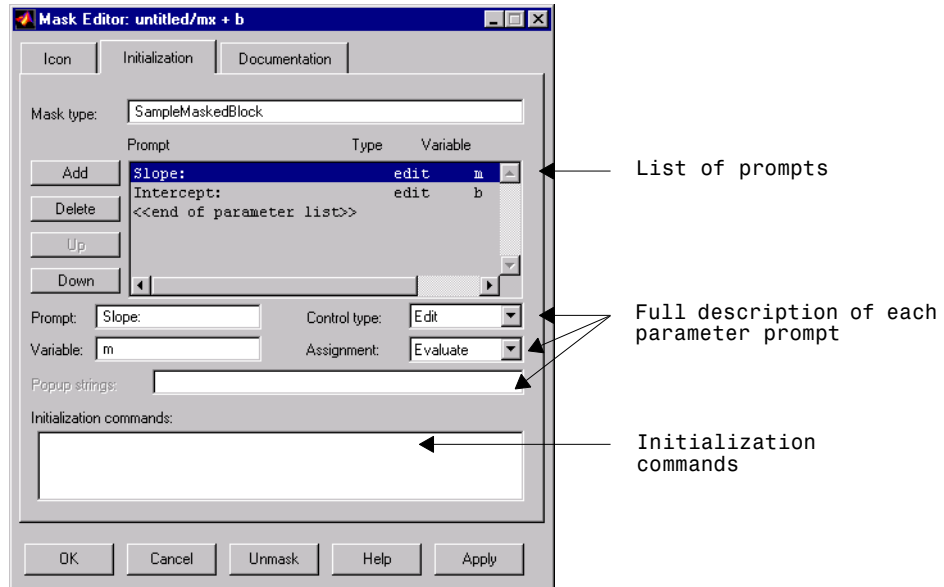 Mask Editor: untitled/mx + b
Icon Initialization Documentation
Mask type: SampleMaskedBlock
Prompt Type Variable
Add
Slope: edit m
Delete
Intercept: edit b
<<end of parameter list>>
Up
Down
List of prompts
Prompt: Slope: Control type: Edit
Variable: m Assignment: Evaluate
Popup strings:
Full description of each
parameter prompt
Initialization commands:
Initialization
commands
OK Cancel Unmask Help Apply